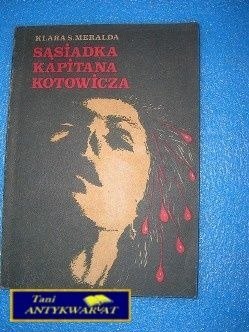 KLARA S. MERALDA
SĄSIADKA
KAPITANA
KOTOWICZA
Tani
ANTYKWARIAT